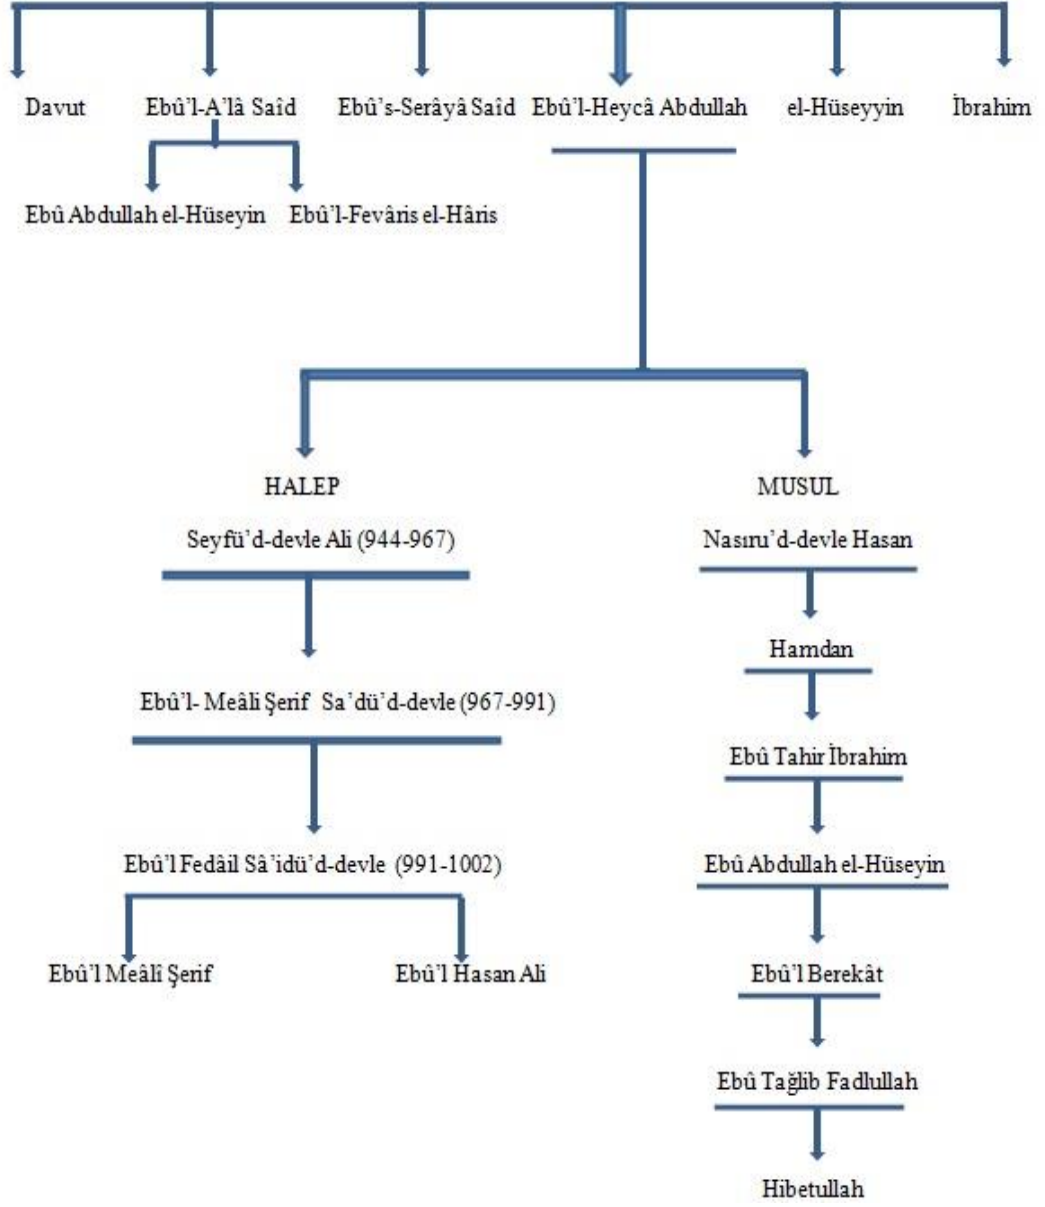 Davut
Ebû’l-A’lâ Saîd
Ebû’s-Serâyâ Saîd
Ebû’l-Heycâ Abdullah
el-Hüseyyin
İbrahim
Ebû Abdullah el-Hüseyin
Ebû’l-Fevâris el-Hâris
HALEP
MUSUL
Seyfü’d-devle Ali (944-967)
Nasıru’d-devle Hasan
Hamdan
Ebû’l- Meâli Şerif Sa’dü’d-devle (967-991)
Ebû Tahir İbrahim
Ebû’l Fedâil Sâ’idü’d-devle (991-1002)
Ebû Abdullah el-Hüseyin
Ebû’l Meâlî Şerif
Ebû’l Hasan Ali
Ebû’l Berekât
Ebû Tağlib Fadlullah
Hibetullah